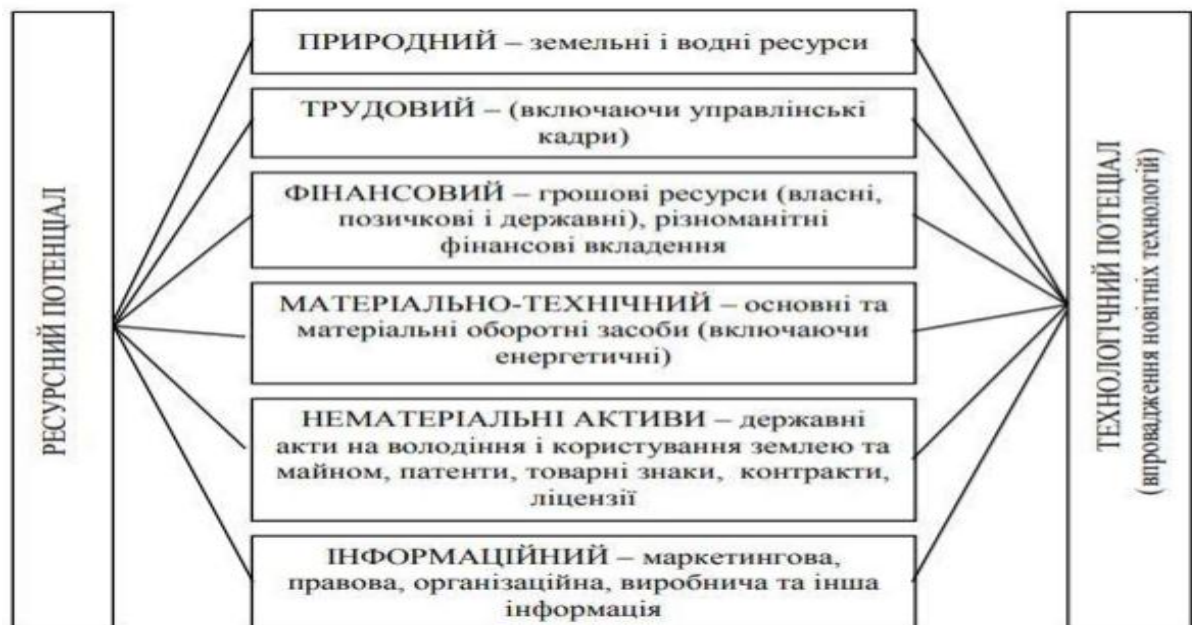 РЕСУРСНИЙ ПОТЕНЦІАЛ
ПРИРОДНИЙ – земельні і водні ресурси
ТРУДОВИЙ – (включаючи управлінські
кадри)
ФІНАНСОВИЙ – грошові ресурси (власні,
позичкові і державні), різноманітні
фінансові вкладення
МАТЕРІАЛЬНО-ТЕХНІЧНИЙ – основні та
матеріальні оборотні засоби (включаючи
енергетичні)
НЕМАТЕРІАЛЬНІ АКТИВИ – державні
акти на володіння і користування землею та
майном, патенти, товарні знаки, контракти,
ліцензії
ІНФОРМАЦІЙНИЙ – маркетингова,
правова, організаційна, виробнича та інша
інформація
ТЕХНОЛОГІЧНИЙ ПОТЕЦІАЛ
(впровадження новітніх технологій)